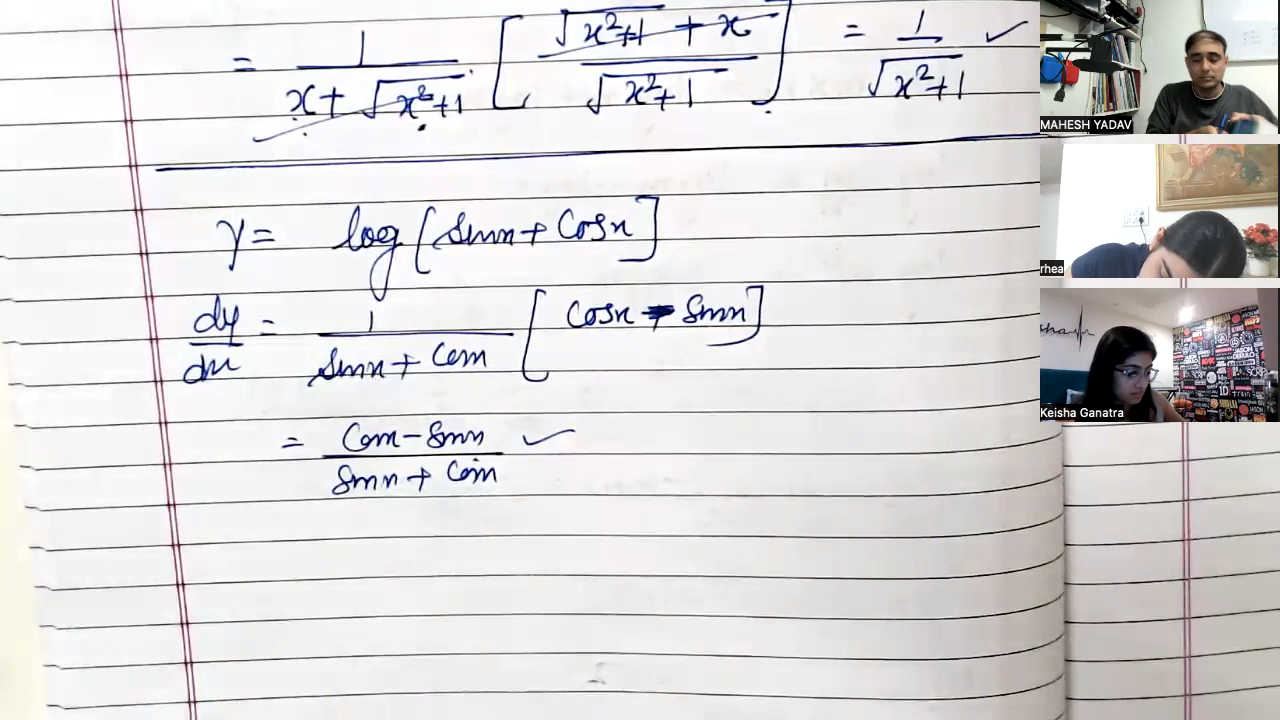 = 1 / (x + √(x²+1)) [ (√(x²+1) + x) / √(x²+1) ] = 1 / √(x²+1) ✓
y = log [sinx + cosx]
dy/dx = 1 / (sinx + cosx) [cosx - sinx]
= (cosx - sinx) / (sinx + cosx) ✓
MAHESH YADAV
rhea
Keisha Ganatra